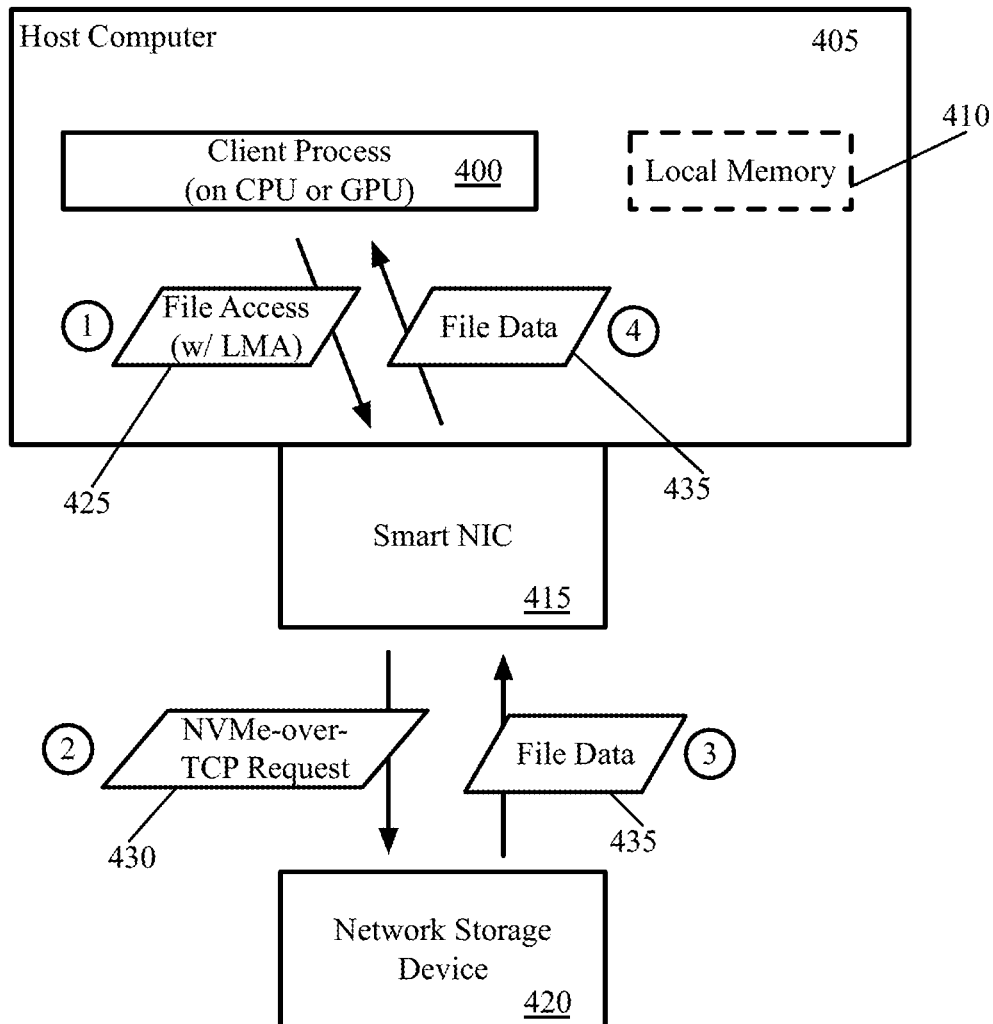 Host Computer
405
410
Client Process
(on CPU or GPU)
400
Local Memory
1
File Access
(w/ LMA)
File Data
4
425
435
Smart NIC
415
2
NVMe-over-
TCP Request
File Data
3
430
435
Network Storage
Device
420